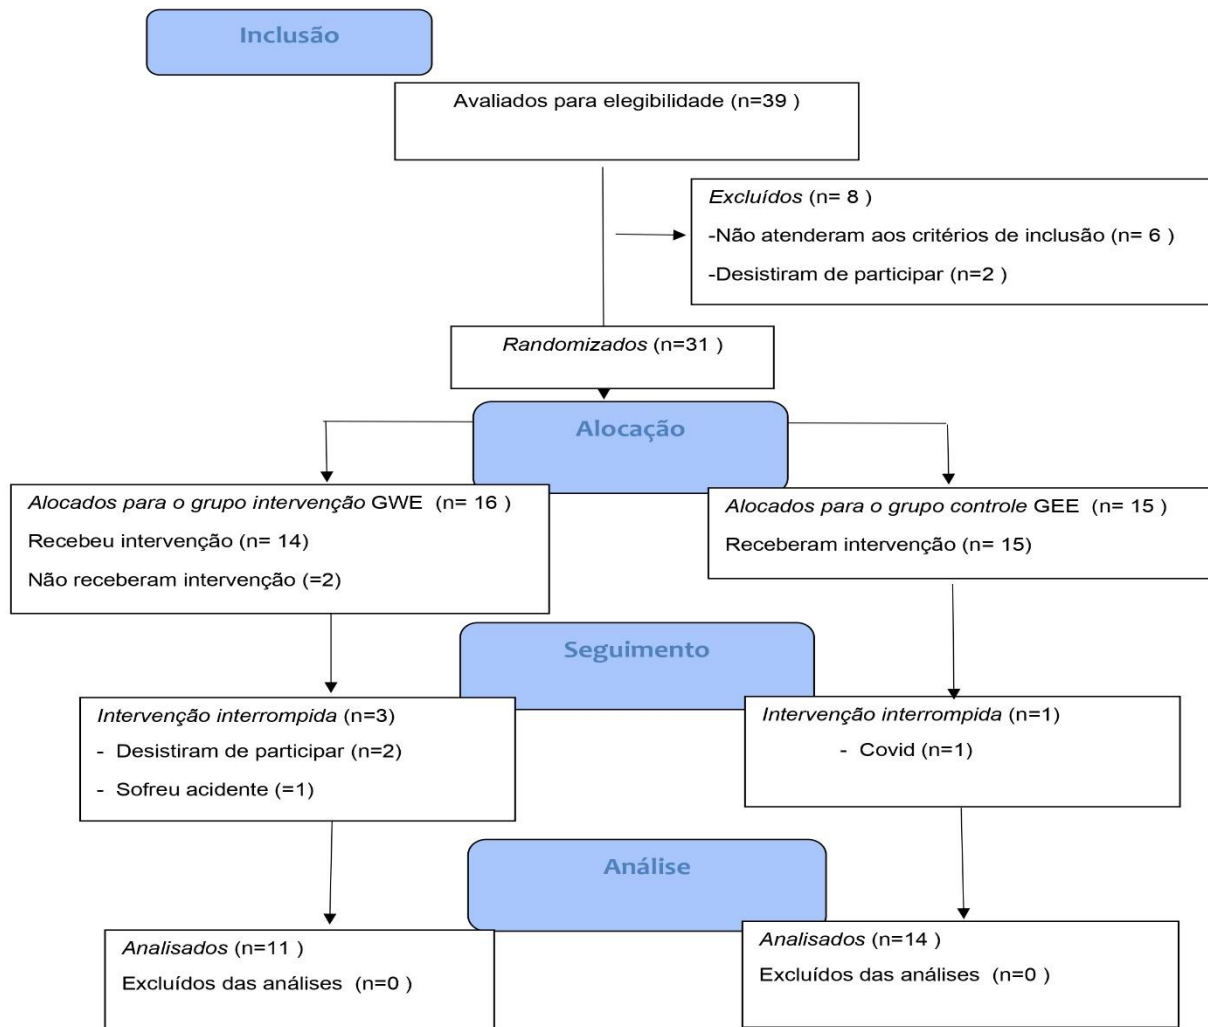 Inclusão
Avaliados para elegibilidade (n=39 )
Excluídos (n= 8 )
-Não atenderam aos critérios de inclusão (n= 6 )
-Desistiram de participar (n=2 )
Randomizados (n=31 )
Alocação
Alocados para o grupo intervenção GWE (n= 16 )
Recebeu intervenção (n= 14)
Não receberam intervenção (=2)
Alocados para o grupo controle GEE (n= 15 )
Receberam intervenção (n= 15)
Seguimento
Intervenção interrompida (n=3)
- Desistiram de participar (n=2)
- Sofreu acidente (=1)
Intervenção interrompida (n=1)
- Covid (n=1)
Análise
Analisados (n=11 )
Excluídos das análises (n=0 )
Analisados (n=14 )
Excluídos das análises (n=0 )